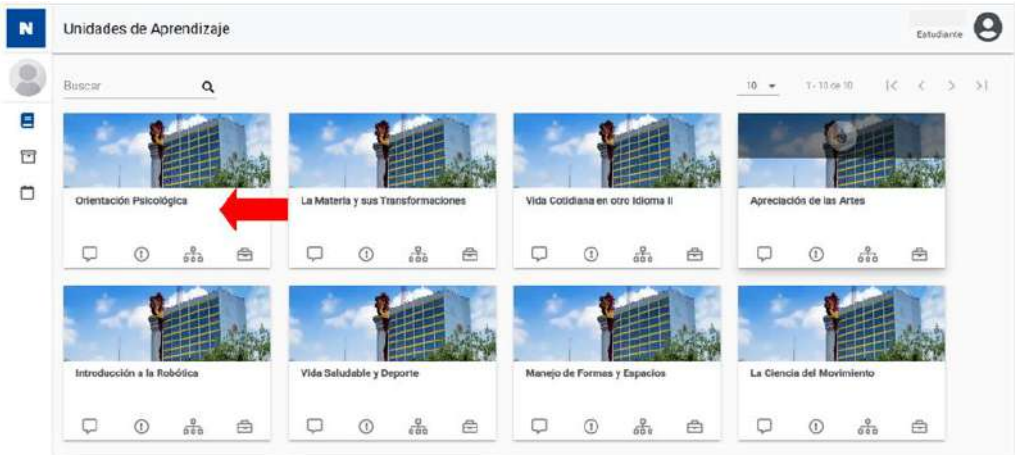 N
Unidades de Aprendizaje
Estudiante
Buscar
10
1 - 10 de 10
Orientación Psicológica
La Materia y sus Transformaciones
Vida Cotidiana en otro Idioma II
Apreciación de las Artes
Introducción a la Robótica
Vida Saludable y Deporte
Manejo de Formas y Espacios
La Ciencia del Movimiento